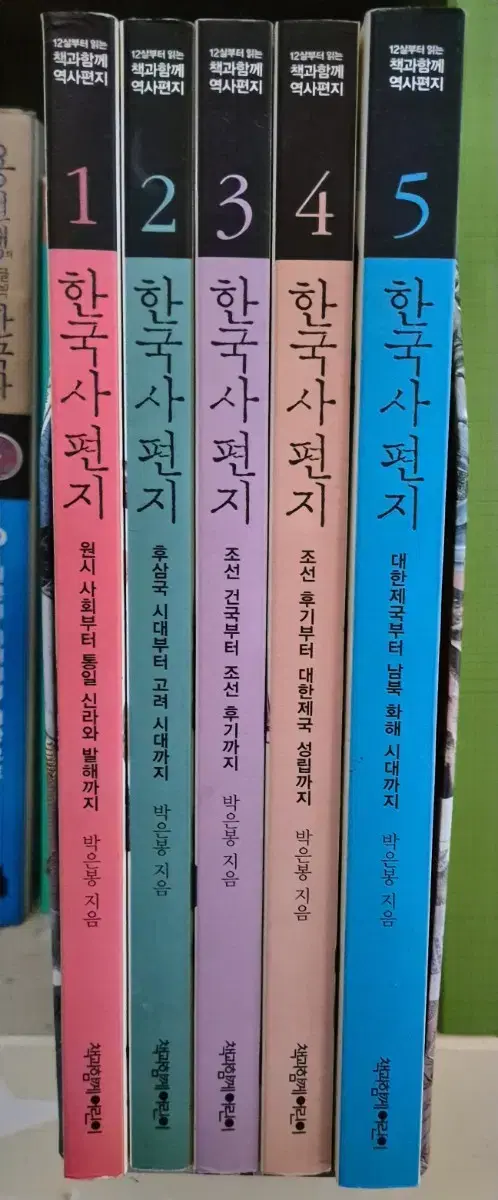 12살부터 읽는
책과함께
역사편지
1
한국사편지
원시 사회부터 통일 신라와 발해까지
박은봉 지음
책과함께어린이
12살부터 읽는
책과함께
역사편지
2
한국사편지
후삼국 시대부터 고려 시대까지
박은봉 지음
책과함께어린이
12살부터 읽는
책과함께
역사편지
3
한국사편지
조선 건국부터 조선 후기까지
박은봉 지음
책과함께어린이
12살부터 읽는
책과함께
역사편지
4
한국사편지
조선 후기부터 대한제국 성립까지
박은봉 지음
책과함께어린이
12살부터 읽는
책과함께
역사편지
5
한국사편지
대한제국부터 남북 화해 시대까지
박은봉 지음
책과함께어린이